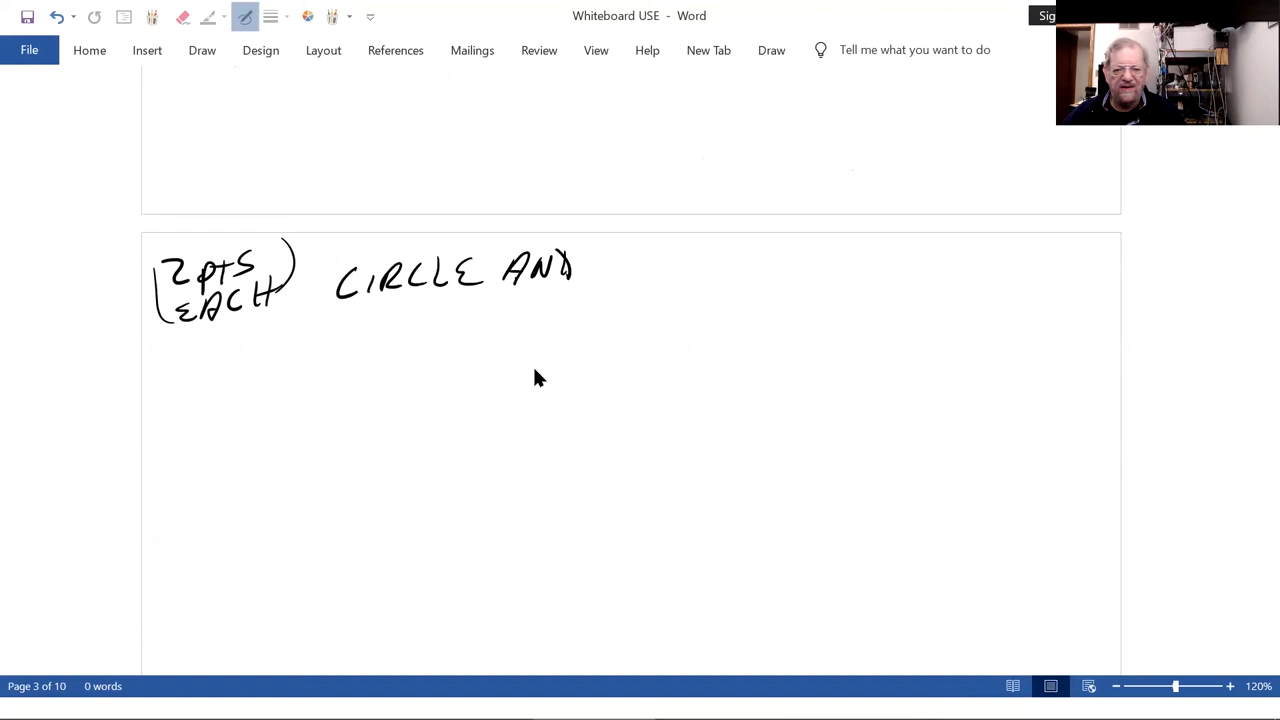 Whiteboard USE - Word
Sig
File Home Insert Draw Design Layout References Mailings Review View Help New Tab Draw Tell me what you want to do
(2 PTS EACH) CIRCLE AND
Page 3 of 10 0 words 120%